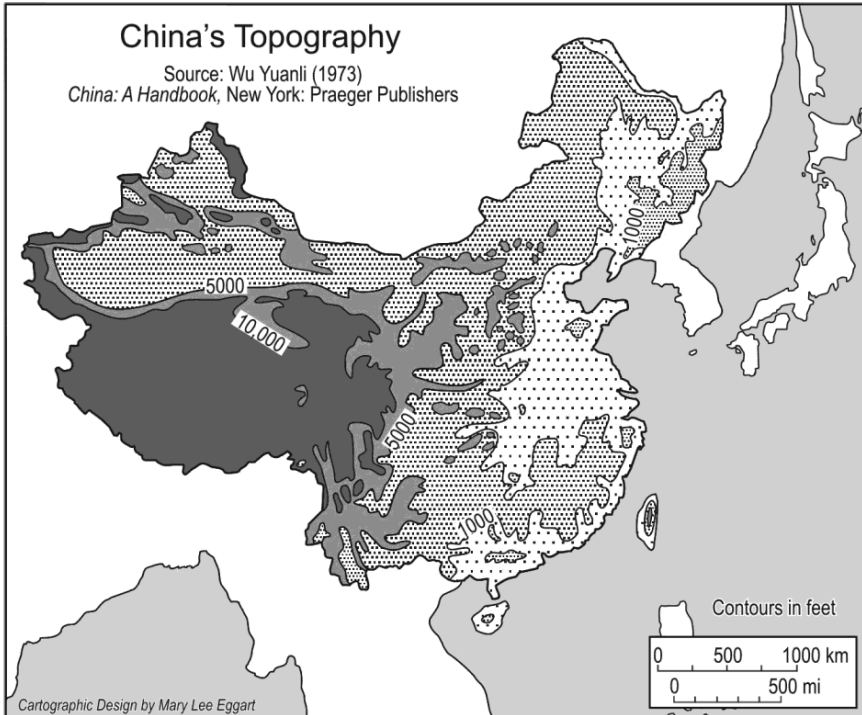 China's Topography
Source: Wu Yuanli (1973)
China: A Handbook, New York: Praeger Publishers
1000
5000
10,000
5000
1000
Contours in feet
0 500 1000 km
0 500 mi
Cartographic Design by Mary Lee Eggart